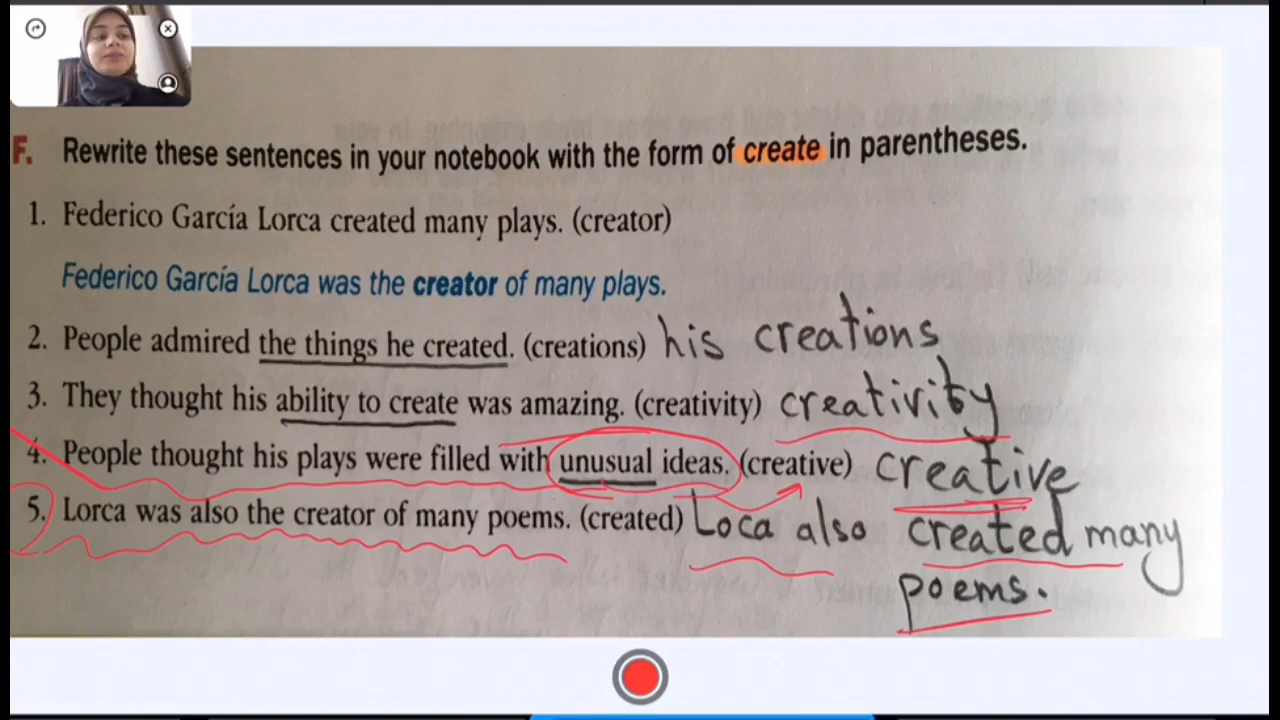 F. Rewrite these sentences in your notebook with the form of create in parentheses.
1. Federico García Lorca created many plays. (creator)
Federico García Lorca was the creator of many plays.
2. People admired the things he created. (creations) his creations
3. They thought his ability to create was amazing. (creativity) creativity
4. People thought his plays were filled with unusual ideas. (creative) creative
5. Lorca was also the creator of many poems. (created) Loca also created many
poems.